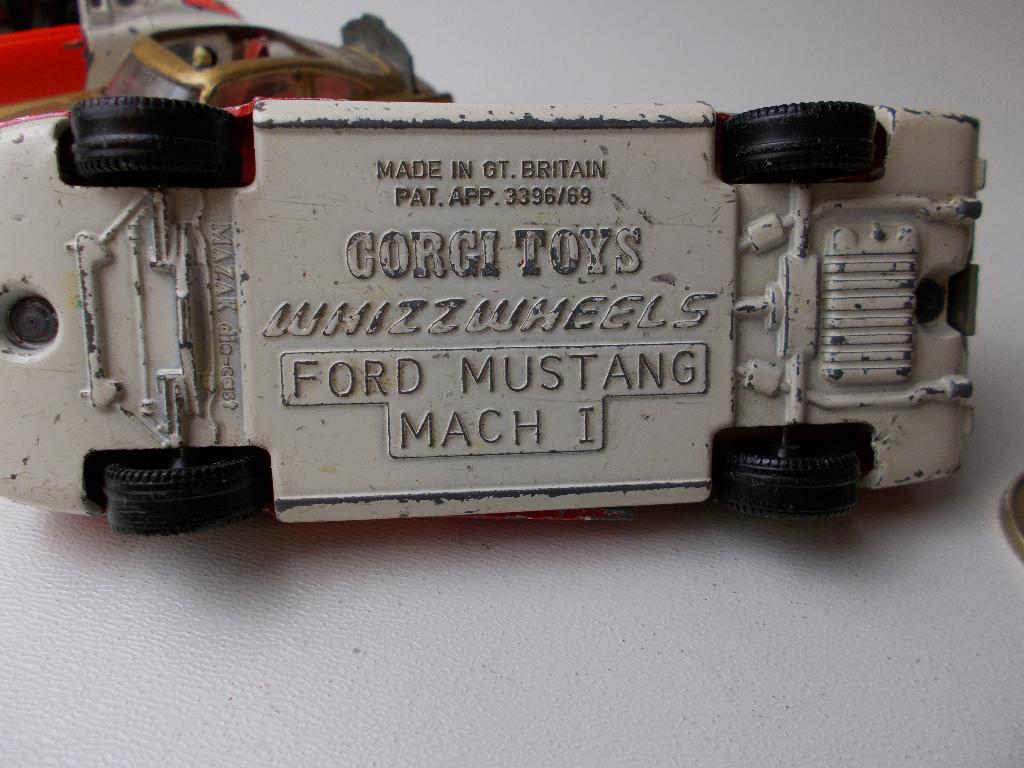 MADE IN GT. BRITAIN
PAT. APP. 3396/69
CORGI TOYS
WHIZZWHEELS
FORD MUSTANG
MACH I
MAZAK die-cast